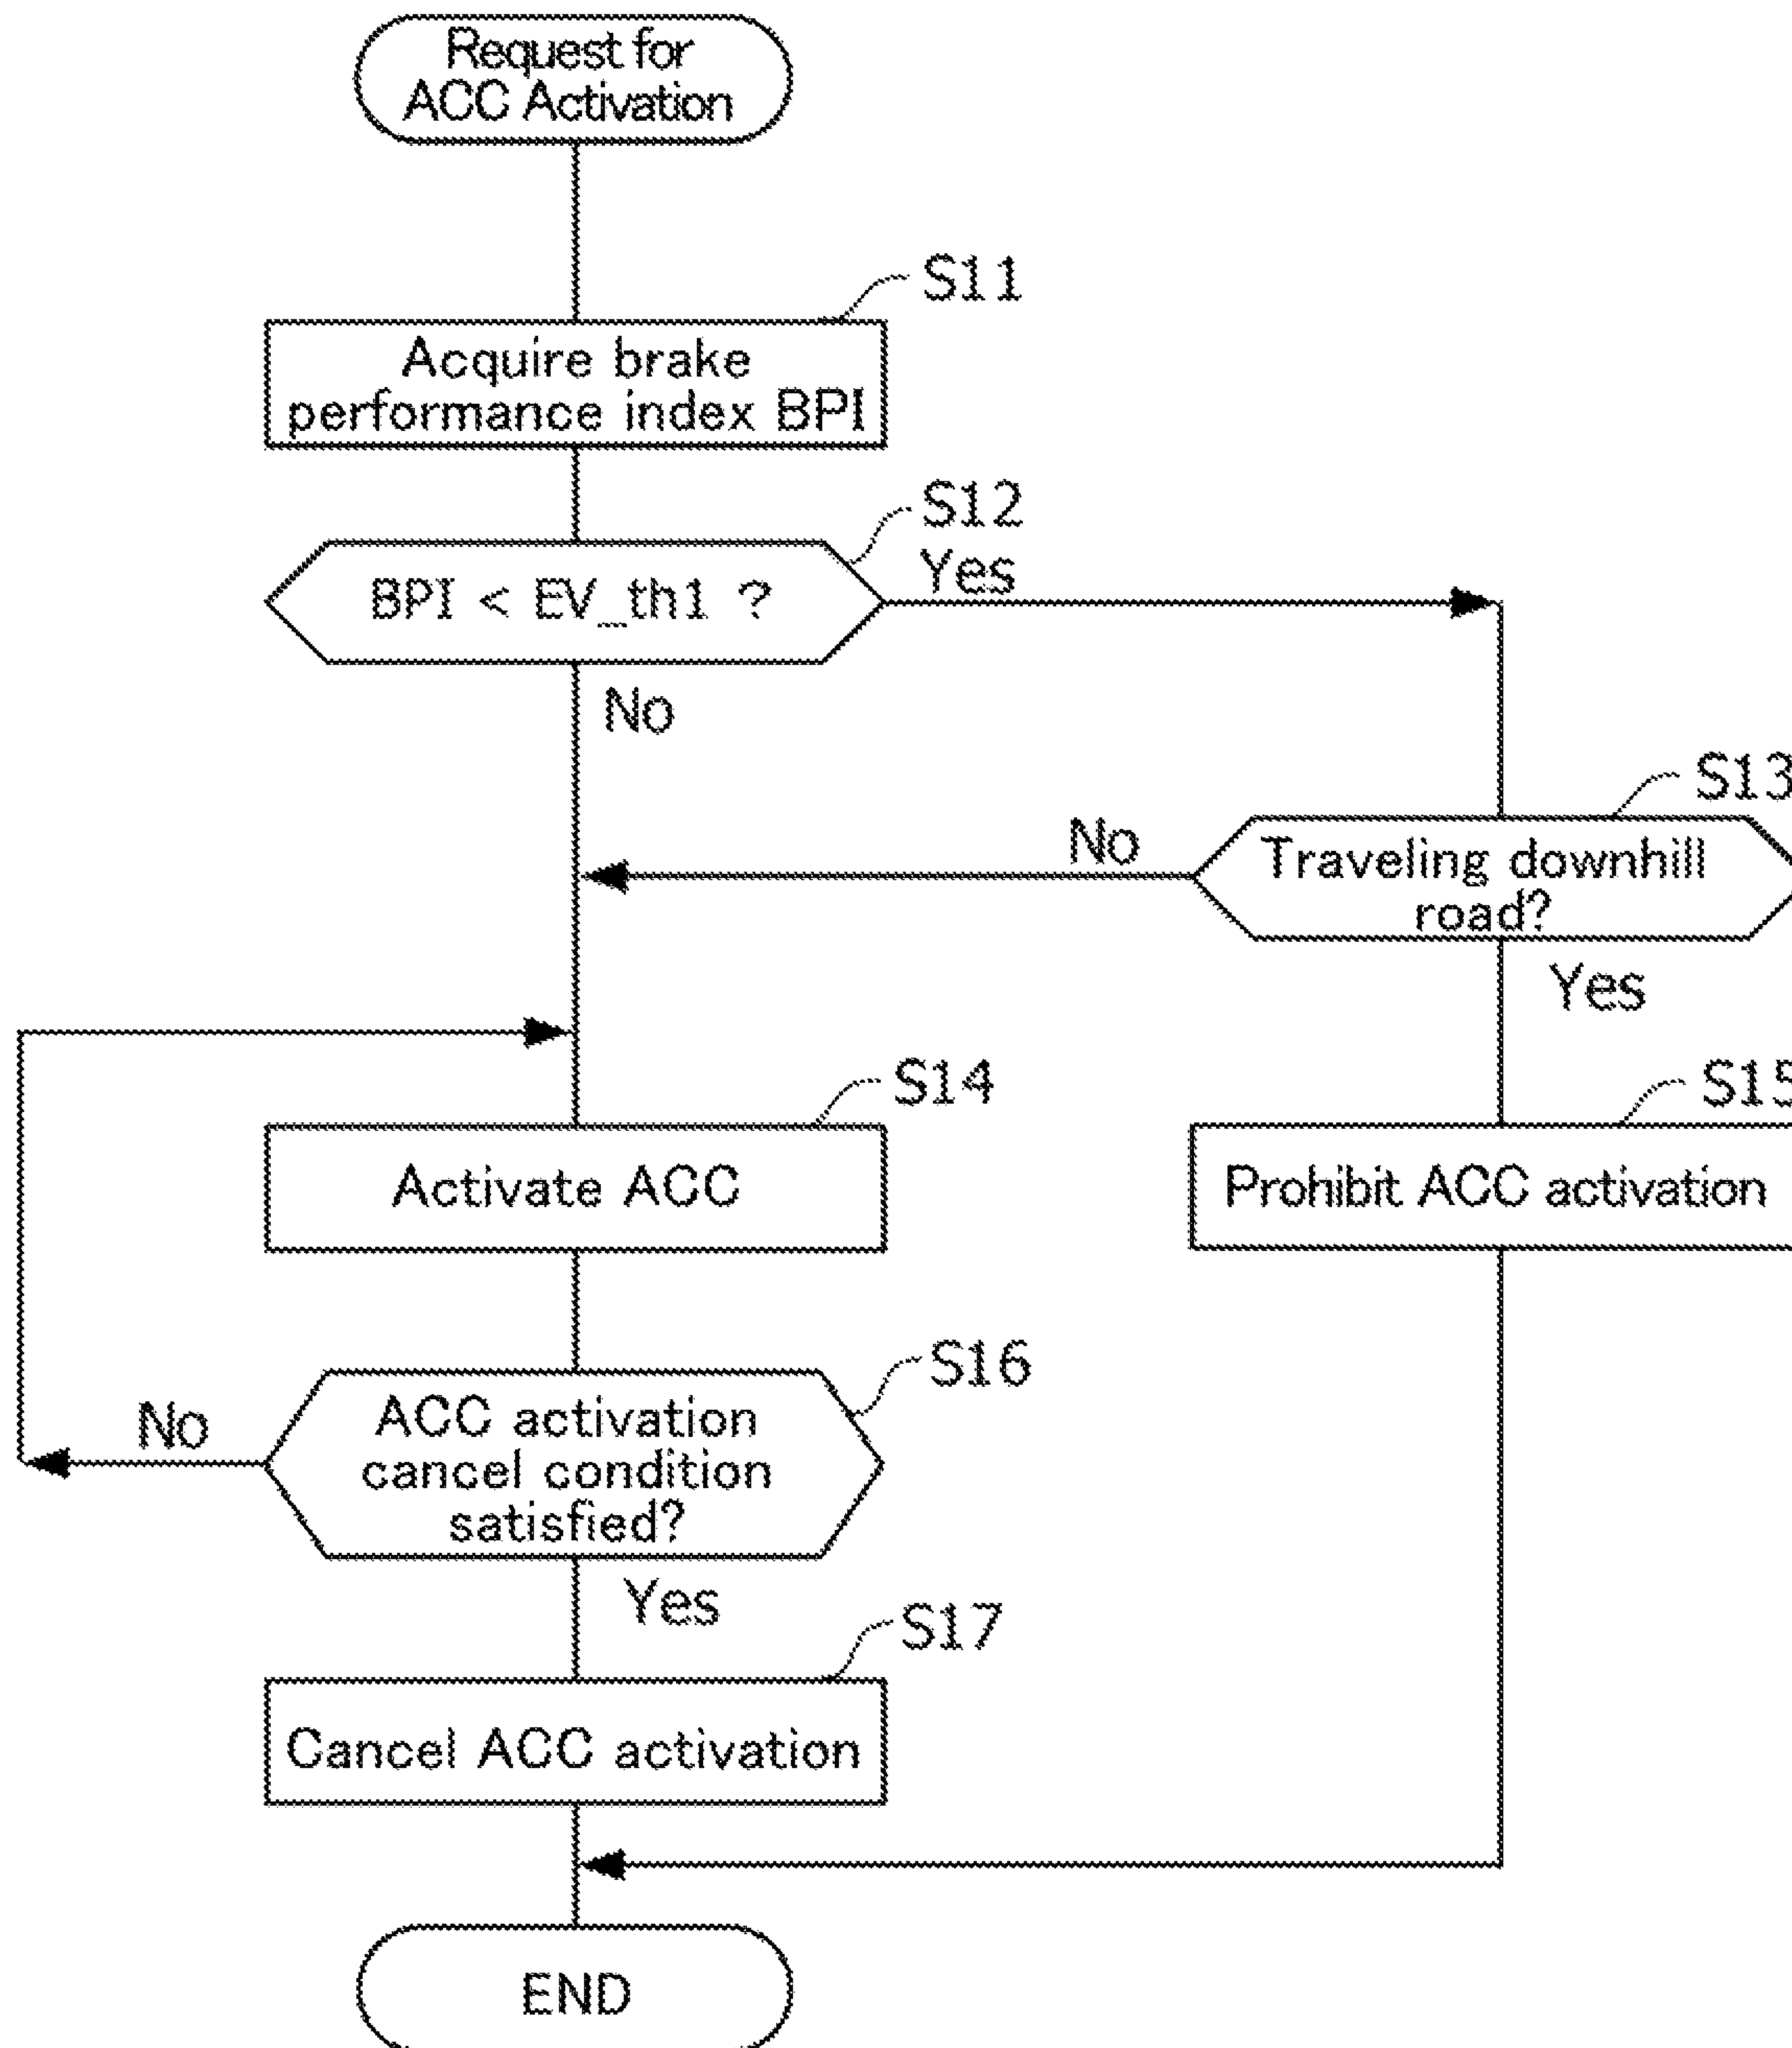 Request for
ACC Activation
S11
Acquire brake
performance index BPI
S12
BPI < EV_th1 ?
Yes
No
S13
No
Traveling downhill
road?
Yes
S14
S15
Activate ACC
Prohibit ACC activation
S16
No
ACC activation
cancel condition
satisfied?
Yes
S17
Cancel ACC activation
END